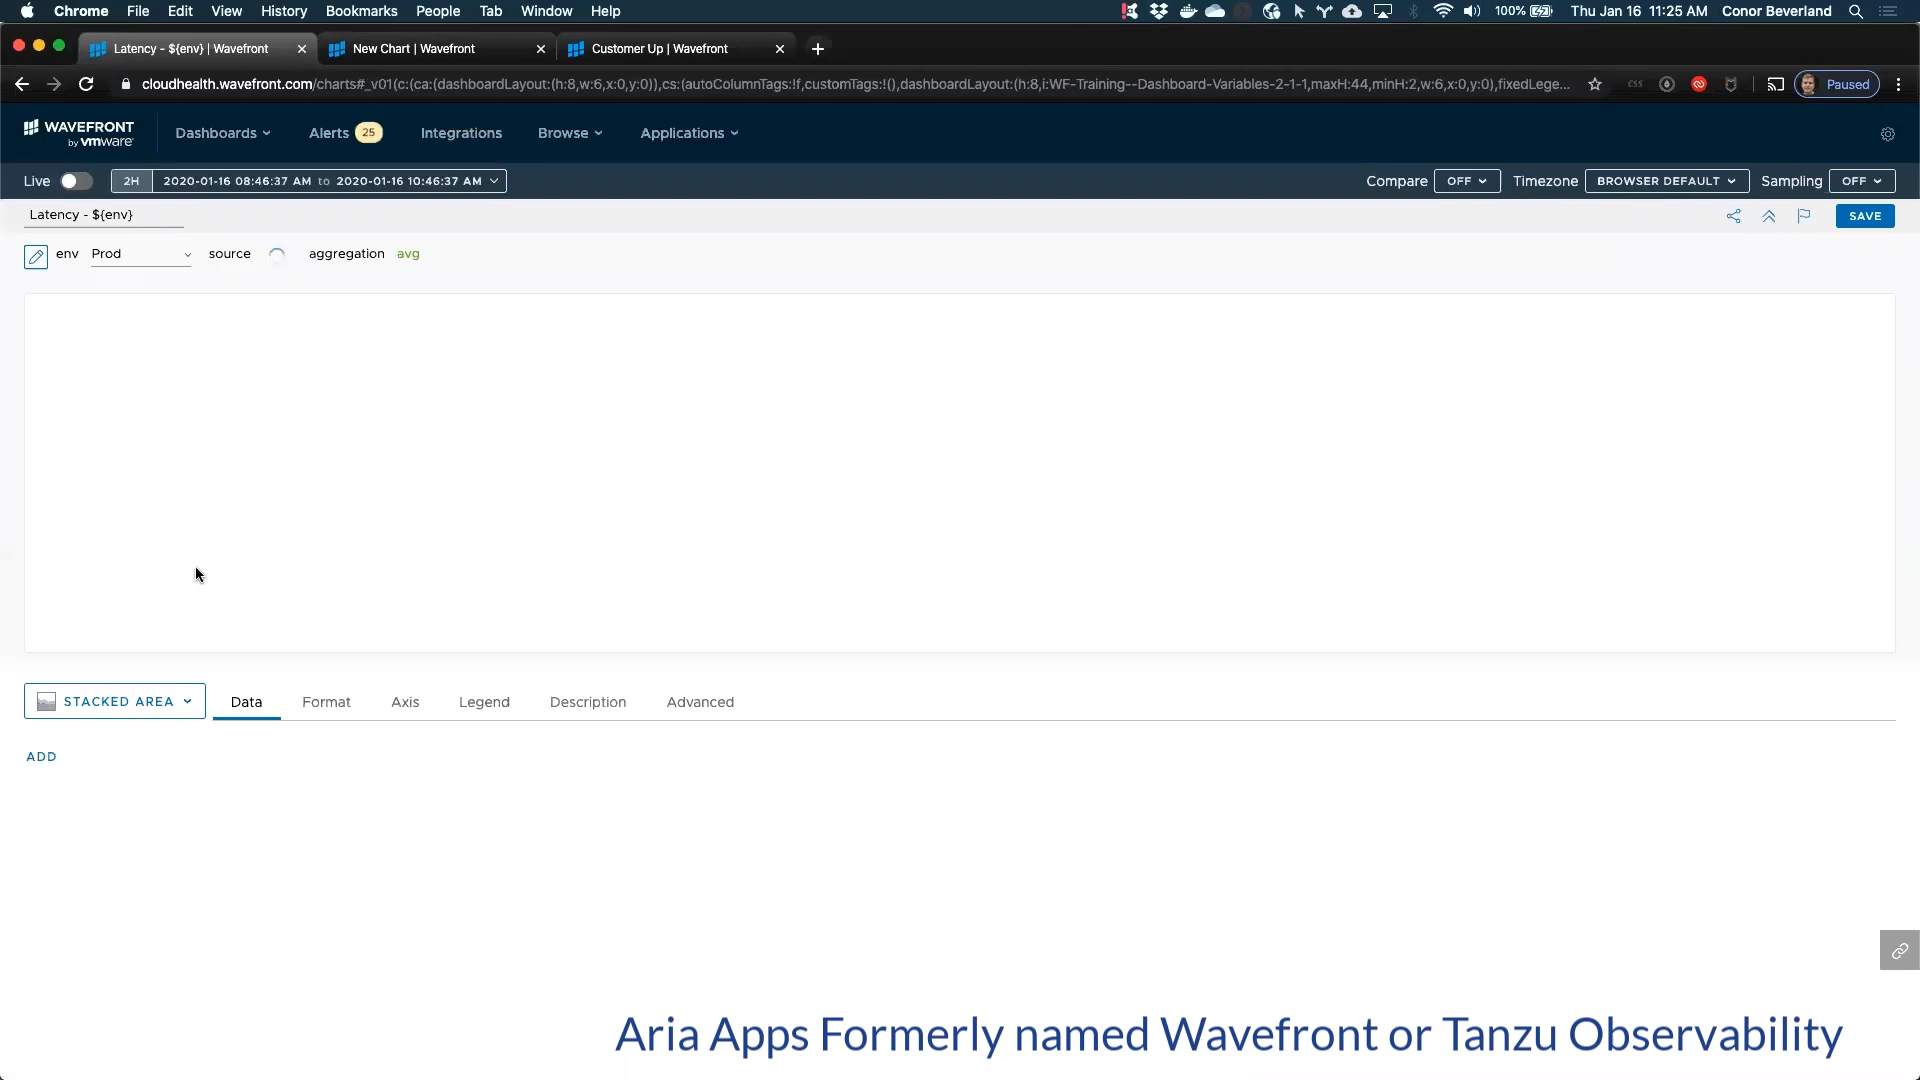 Chrome File Edit View History Bookmarks People Tab Window Help 100% Thu Jan 16 11:25 AM Conor Beverland
Latency - ${env} | Wavefront New Chart | Wavefront Customer Up | Wavefront
cloudhealth.wavefront.com/charts#_v01(c:(ca:(dashboardLayout:(h:8,w:6,x:0,y:0)),cs:(autoColumnTags:!f,customTags:!(),dashboardLayout:(h:8,i:WF-Training--Dashboard-Variables-2-1-1,maxH:44,minH:2,w:6,x:0,y:0),fixedLege... CSS Paused
WAVEFRONT by vmware Dashboards Alerts 25 Integrations Browse Applications
Live 2H 2020-01-16 08:46:37 AM to 2020-01-16 10:46:37 AM Compare OFF Timezone BROWSER DEFAULT Sampling OFF
Latency - ${env} SAVE
env Prod source aggregation avg
STACKED AREA Data Format Axis Legend Description Advanced
ADD
Aria Apps Formerly named Wavefront or Tanzu Observability